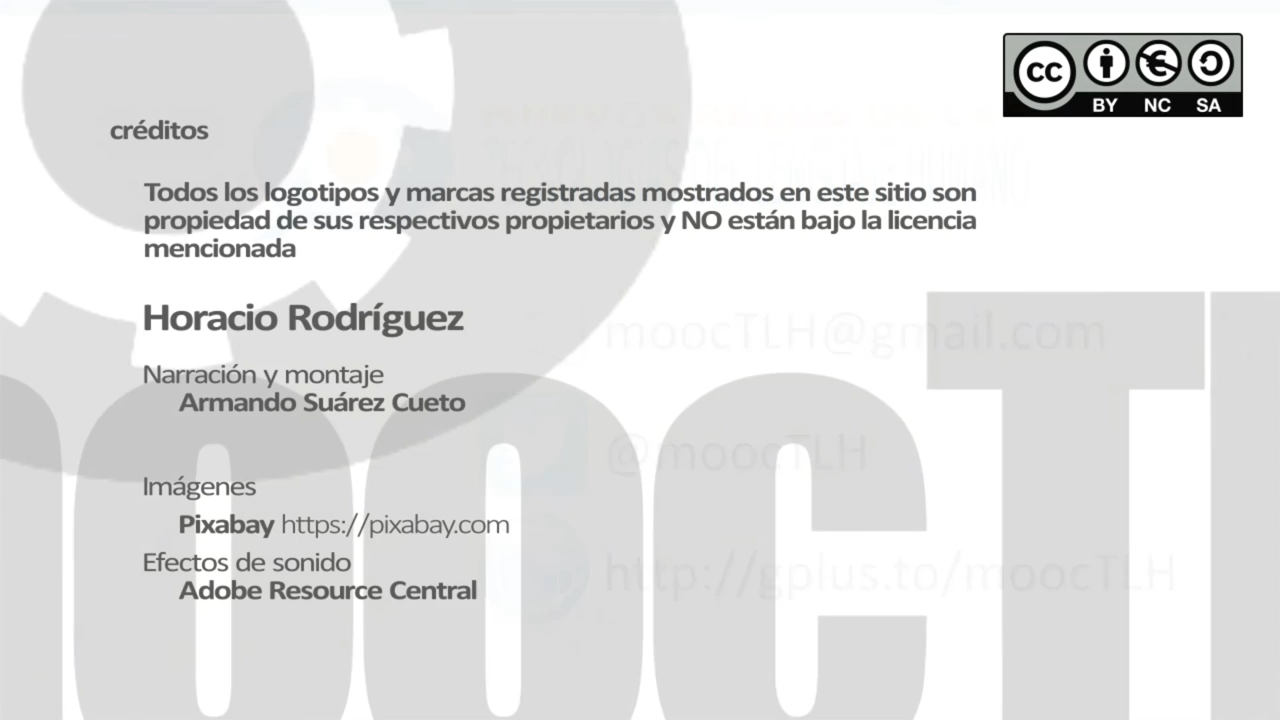 créditos
Todos los logotipos y marcas registradas mostrados en este sitio son
propiedad de sus respectivos propietarios y NO están bajo la licencia
mencionada
Horacio Rodríguez
Narración y montaje
Armando Suárez Cueto
Imágenes
Pixabay https://pixabay.com
Efectos de sonido
Adobe Resource Central
cc
BY NC SA
moocTLH@gmail.com
@moocTLH
http://gplus.to/moocTLH